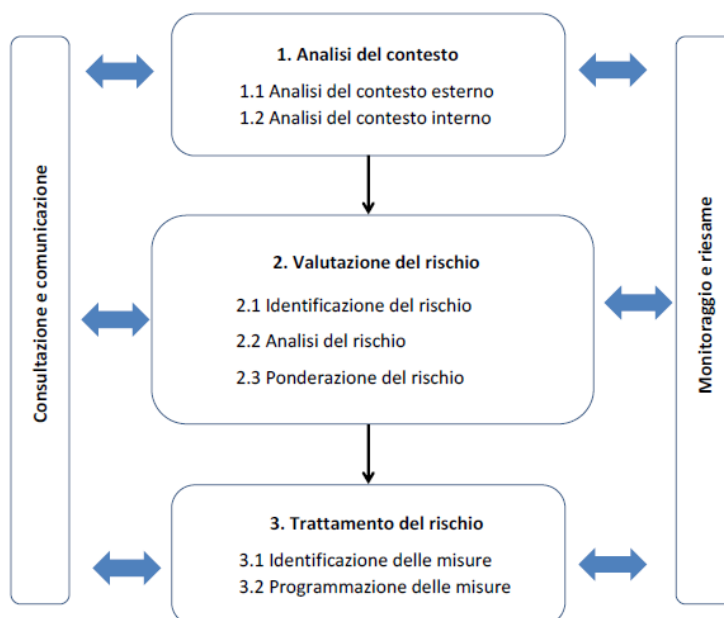 Consultazione e comunicazione
1. Analisi del contesto
1.1 Analisi del contesto esterno
1.2 Analisi del contesto interno
2. Valutazione del rischio
2.1 Identificazione del rischio
2.2 Analisi del rischio
2.3 Ponderazione del rischio
3. Trattamento del rischio
3.1 Identificazione delle misure
3.2 Programmazione delle misure
Monitoraggio e riesame